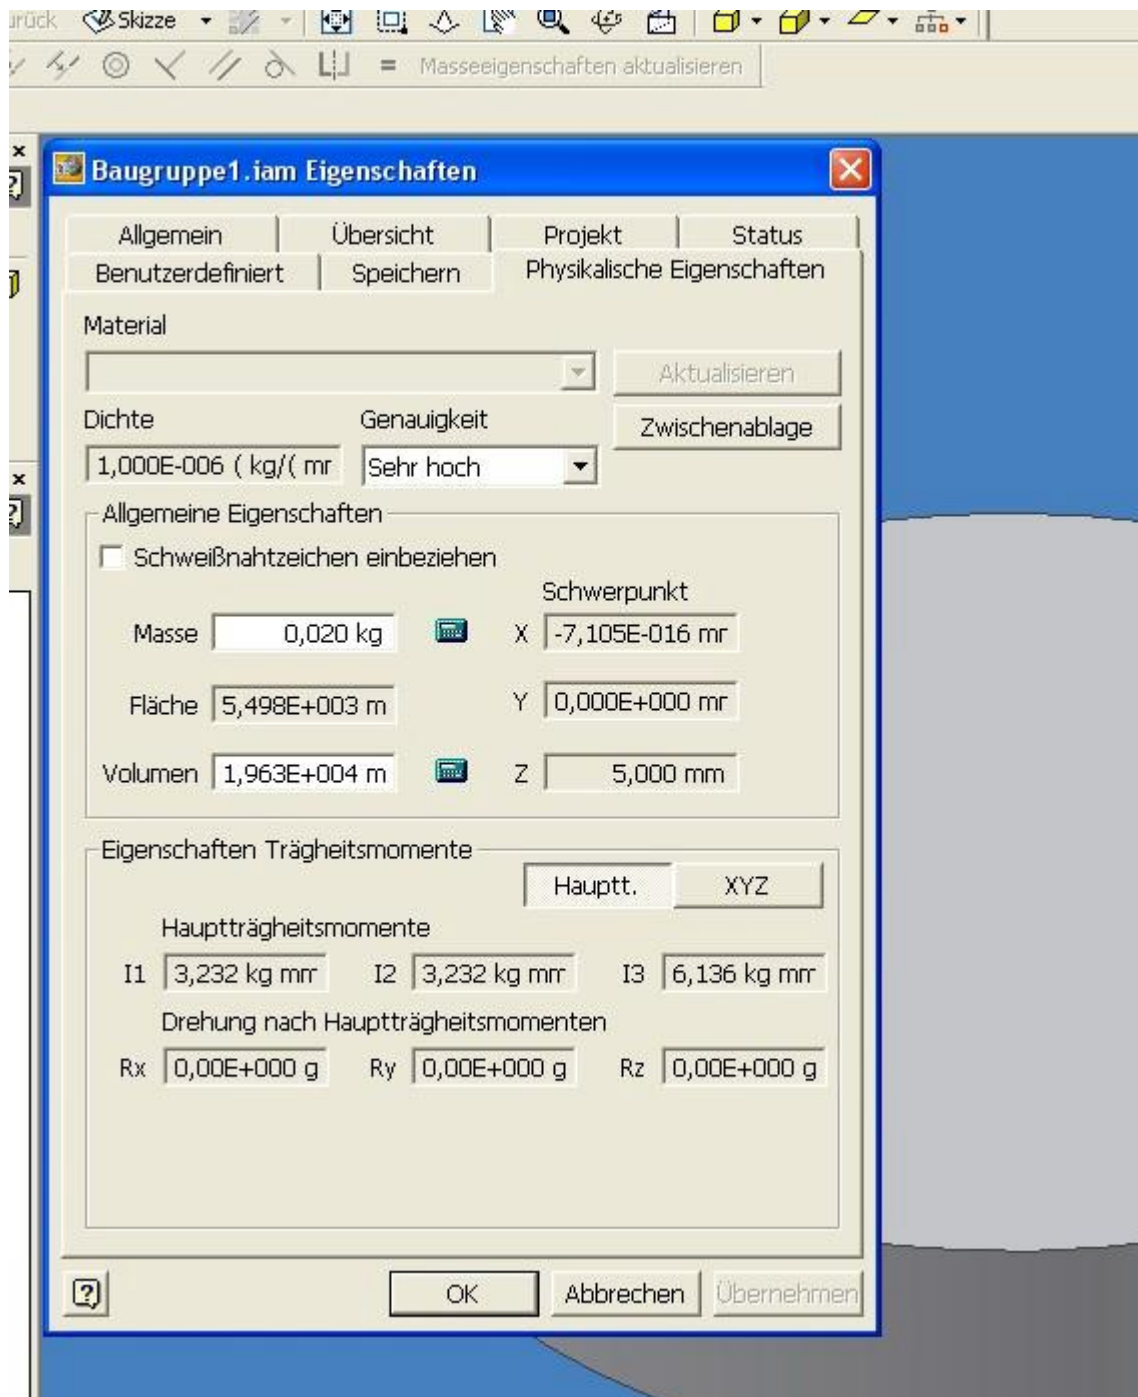 Skizze
= Masseeigenschaften aktualisieren
Baugruppe1.iam Eigenschaften
Allgemein Übersicht Projekt Status
Benutzerdefiniert Speichern Physikalische Eigenschaften
Material
Aktualisieren
Dichte Genauigkeit Zwischenablage
1,000E-006 ( kg/( mr Sehr hoch
Allgemeine Eigenschaften
Schweißnahtzeichen einbeziehen
Schwerpunkt
Masse 0,020 kg X -7,105E-016 mr
Fläche 5,498E+003 m Y 0,000E+000 mr
Volumen 1,963E+004 m Z 5,000 mm
Eigenschaften Trägheitsmomente
Hauptt. XYZ
Hauptträgheitsmomente
I1 3,232 kg mm I2 3,232 kg mm I3 6,136 kg mm
Drehung nach Hauptträgheitsmomenten
Rx 0,00E+000 g Ry 0,00E+000 g Rz 0,00E+000 g
OK Abbrechen Übernehmen